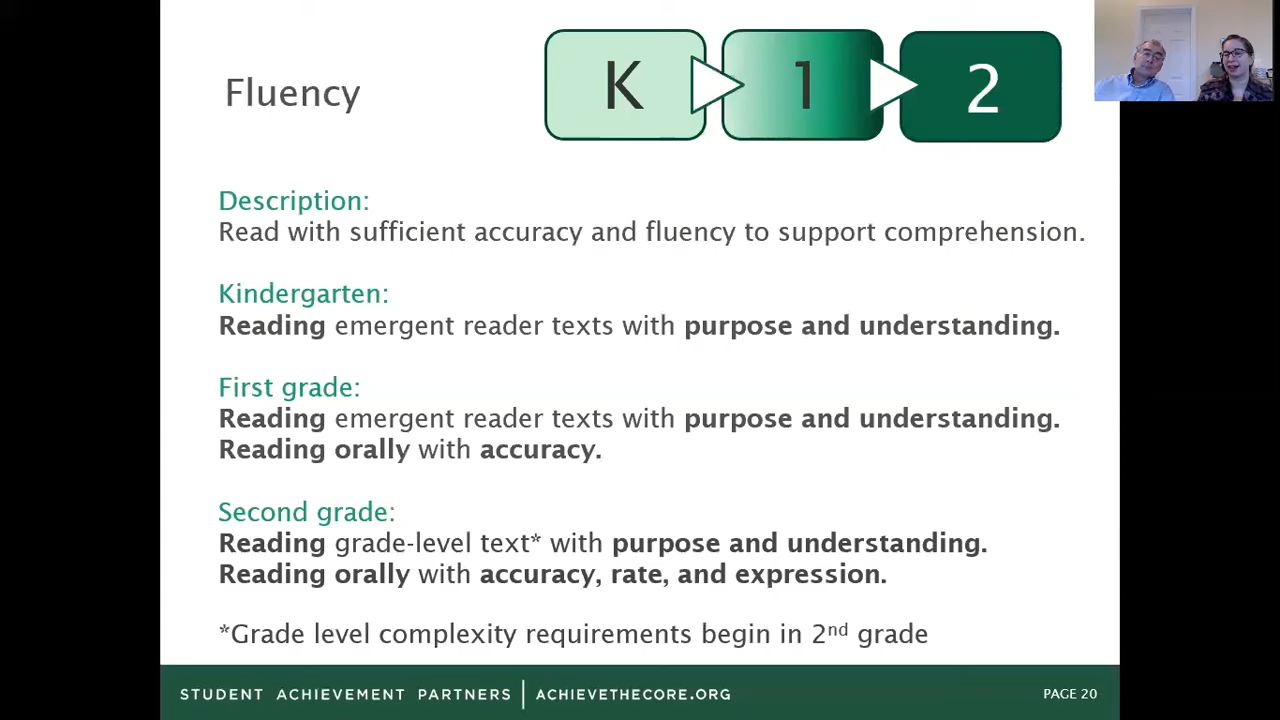 Fluency
K
1
2
Description:
Read with sufficient accuracy and fluency to support comprehension.
Kindergarten:
Reading emergent reader texts with purpose and understanding.
First grade:
Reading emergent reader texts with purpose and understanding.
Reading orally with accuracy.
Second grade:
Reading grade-level text* with purpose and understanding.
Reading orally with accuracy, rate, and expression.
*Grade level complexity requirements begin in 2nd grade
STUDENT ACHIEVEMENT PARTNERS | ACHIEVETHECORE.ORG
PAGE 20